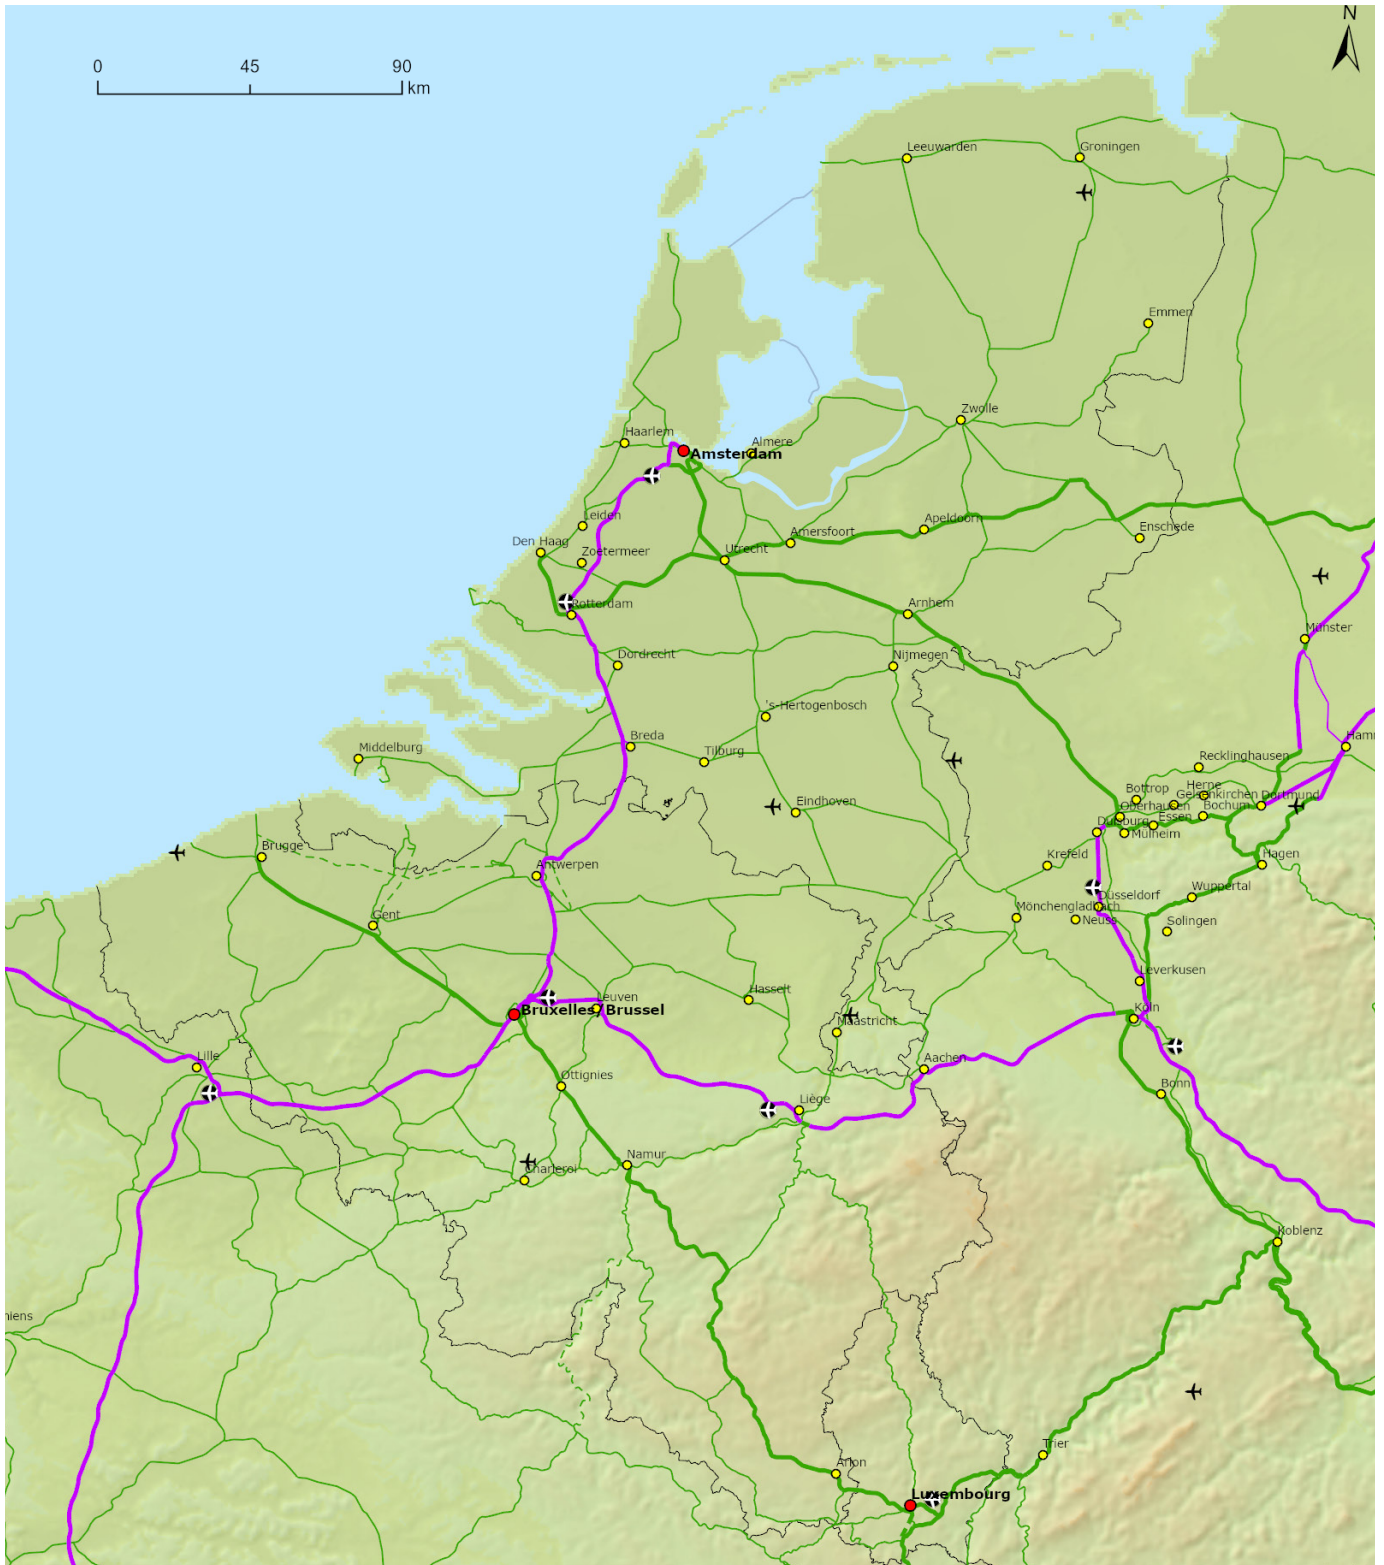 N
0 45 90
km
Leeuwarden
Groningen
Emmen
Zwolle
Haarlem
Almere
Amsterdam
Leiden
Apeldoorn
Enschede
Amersfoort
Den Haag
Zoetermeer
Utrecht
Rotterdam
Arnhem
Münster
Dordrecht
Nijmegen
's-Hertogenbosch
Middelburg
Breda
Tilburg
Hamm
Recklinghausen
Bottrop
Herne
Gelsenkirchen
Dortmund
Eindhoven
Oberhausen
Bochum
Essen
Duisburg
Mülheim
Brugge
Krefeld
Hagen
Antwerpen
Wuppertal
Düsseldorf
Mönchengladbach
Gent
Neuss
Solingen
Leverkusen
Hasselt
Leuven
Bruxelles/Brussel
Köln
Maastricht
Lille
Aachen
Ottignies
Bonn
Liège
Namur
Charleroi
Koblenz
niens
Trier
Arlon
Luxembourg